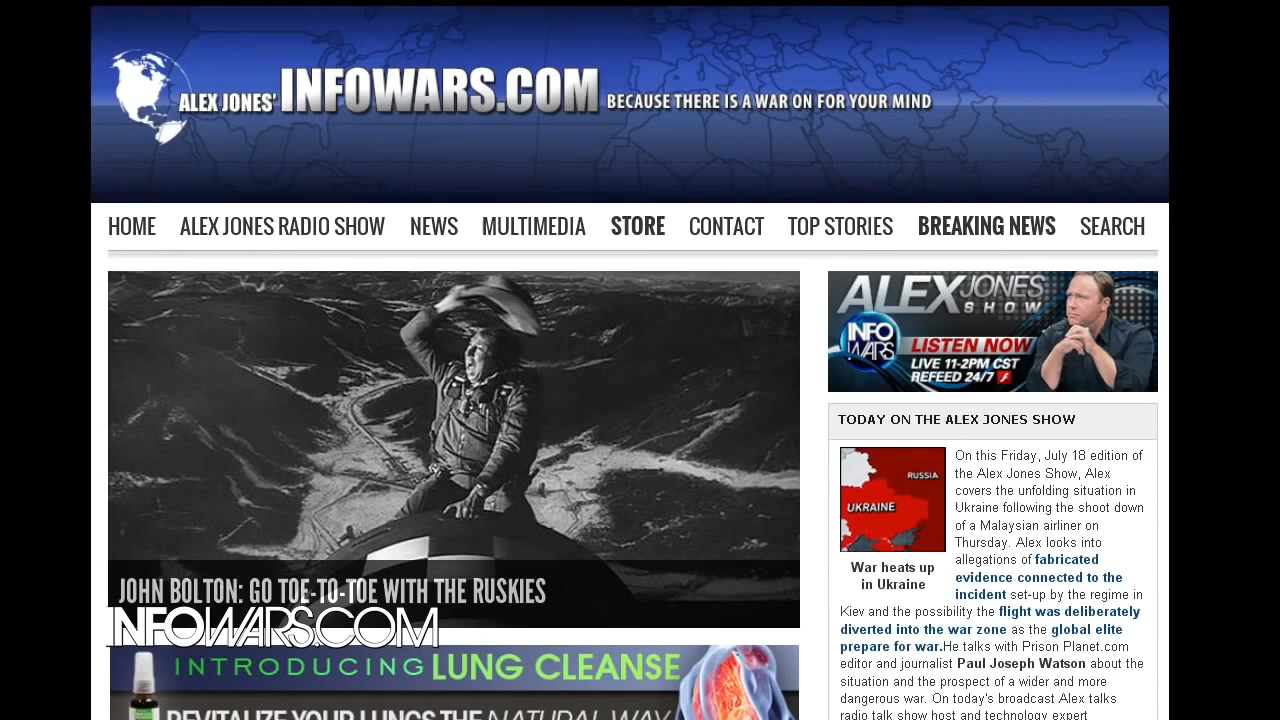 ALEX JONES' INFOWARS.COM BECAUSE THERE IS A WAR ON FOR YOUR MIND
HOME ALEX JONES RADIO SHOW NEWS MULTIMEDIA STORE CONTACT TOP STORIES BREAKING NEWS SEARCH
JOHN BOLTON: GO TOE-TO-TOE WITH THE RUSKIES
INFOWARS.COM
INTRODUCING LUNG CLEANSE
REVITALIZE YOUR LUNGS THE NATURAL WAY
ALEX JONES
SHOW
INFO
WARS
LISTEN NOW
LIVE 11-2PM CST
REFEED 24/7
TODAY ON THE ALEX JONES SHOW
RUSSIA
UKRAINE
War heats up
in Ukraine
On this Friday, July 18 edition of
the Alex Jones Show, Alex
covers the unfolding situation in
Ukraine following the shoot down
of a Malaysian airliner on
Thursday. Alex looks into
allegations of fabricated
evidence connected to the
incident set-up by the regime in
Kiev and the possibility the flight was deliberately
diverted into the war zone as the global elite
prepare for war.He talks with Prison Planet.com
editor and journalist Paul Joseph Watson about the
situation and the prospect of a wider and more
dangerous war. On today's broadcast Alex talks
radio talk show host and technology expert